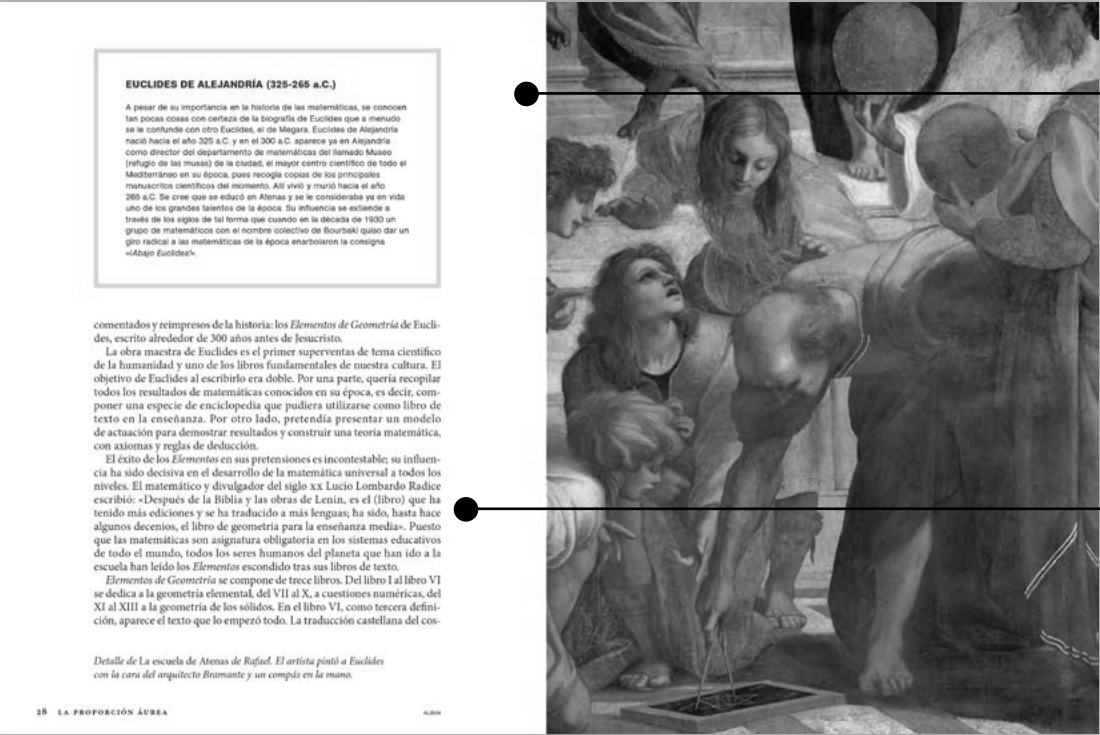 EUCLIDES DE ALEJANDRÍA (325-265 a.C.)
A pesar de su importancia en la historia de las matemáticas, se conocen
tan pocas cosas con certeza de la biografía de Euclides que a menudo
se le confunde con otro Euclides, el de Megara. Euclides de Alejandría
nació hacia el año 325 a.C. y en el 300 a.C. aparece ya en Alejandría
como director del departamento de matemáticas del llamado Museo
(refugio de las musas) de la ciudad, el mayor centro científico de todo el
Mediterráneo en su época, pues recogía copias de los principales
manuscritos científicos del momento. Allí vivió y murió hacia el año
265 a.C. Se cree que se educó en Atenas y se le consideraba ya en vida
uno de los grandes talentos de la época. Su influencia se extiende a
través de los siglos de tal forma que cuando en la década de 1930 un
grupo de matemáticos con el nombre colectivo de Bourbaki quiso dar un
giro radical a las matemáticas de la época enarbolaron la consigna
«¡Abajo Euclides!».
comentados y reimpresos de la historia: los Elementos de Geometría de Eucli-
des, escrito alrededor de 300 años antes de Jesucristo.
La obra maestra de Euclides es el primer superventas de tema científico
de la humanidad y uno de los libros fundamentales de nuestra cultura. El
objetivo de Euclides al escribirlo era doble. Por una parte, quería recopilar
todos los resultados de matemáticas conocidos en su época, es decir, com-
poner una especie de enciclopedia que pudiera utilizarse como libro de
texto en la enseñanza. Por otro lado, pretendía presentar un modelo
de actuación para demostrar resultados y construir una teoría matemática,
con axiomas y reglas de deducción.
El éxito de los Elementos en sus pretensiones es incontestable; su influen-
cia ha sido decisiva en el desarrollo de la matemática universal a todos los
niveles. El matemático y divulgador del siglo XX Lucio Lombardo Radice
escribió: «Después de la Biblia y las obras de Lenin, es el (libro) que ha
tenido más ediciones y se ha traducido a más lenguas; ha sido, hasta hace
algunos decenios, el libro de geometría para la enseñanza media». Puesto
que las matemáticas son asignatura obligatoria en los sistemas educativos
de todo el mundo, todos los seres humanos del planeta que han ido a la
escuela han leído los Elementos escondido tras sus libros de texto.
Elementos de Geometría se compone de trece libros. Del libro I al libro VI
se dedica a la geometría elemental, del VII al X, a cuestiones numéricas, del
XI al XIII a la geometría de los sólidos. En el libro VI, como tercera defini-
ción, aparece el texto que lo empezó todo. La traducción castellana del cos-
Detalle de La escuela de Atenas de Rafael. El artista pintó a Euclides
con la cara del arquitecto Bramante y un compás en la mano.
28 LA PROPORCIÓN ÁUREA
ALBUM